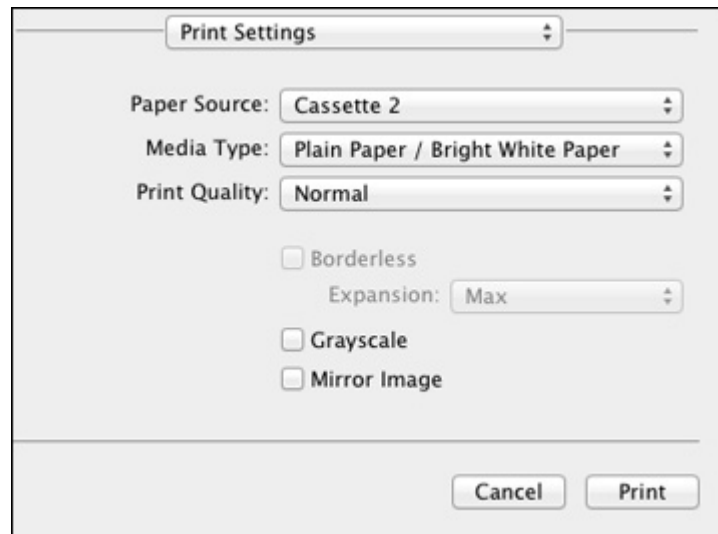 Print Settings
Paper Source: Cassette 2
Media Type: Plain Paper / Bright White Paper
Print Quality: Normal
Borderless
Expansion: Max
Grayscale
Mirror Image
Cancel Print